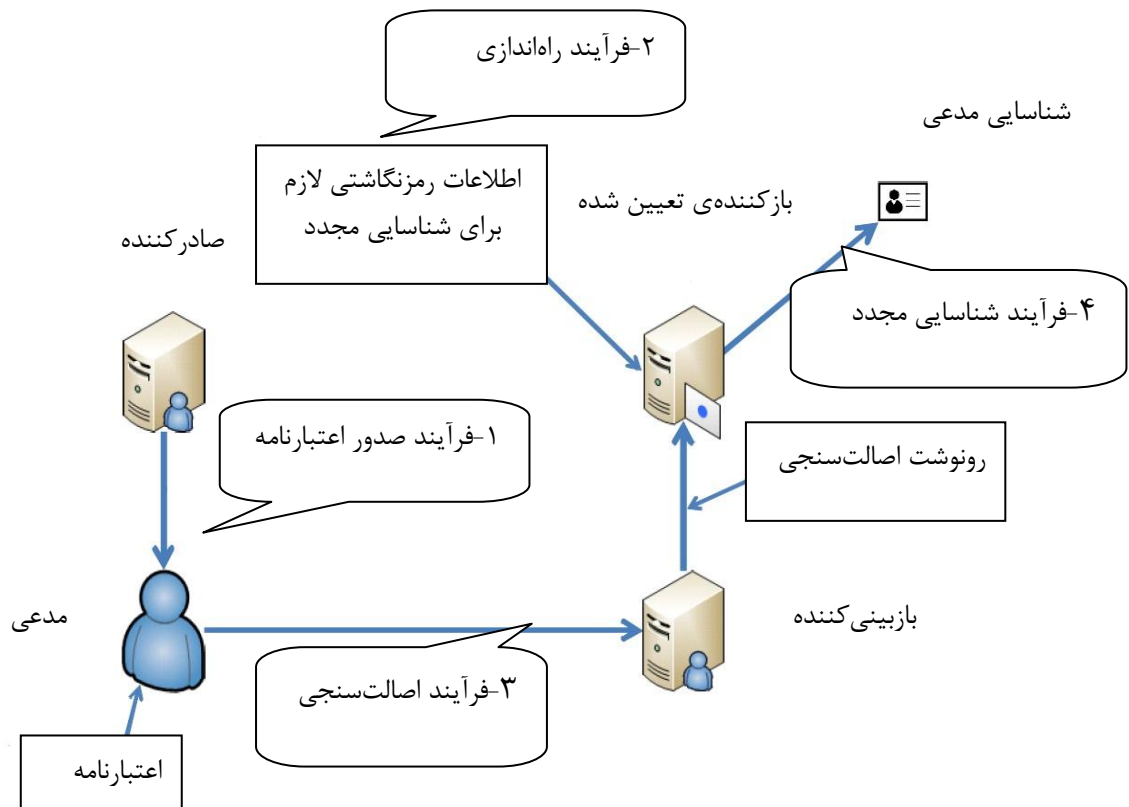 ۲-فرآیند راه‌اندازی
شناسایی مدعی
اطلاعات رمزنگاشتی لازم
برای شناسایی مجدد
بازکننده‌ی تعیین شده
صادرکننده
۴-فرآیند شناسایی مجدد
۱-فرآیند صدور اعتبارنامه
رونوشت اصالت‌سنجی
مدعی
بازبینی‌کننده
۳-فرآیند اصالت‌سنجی
اعتبارنامه